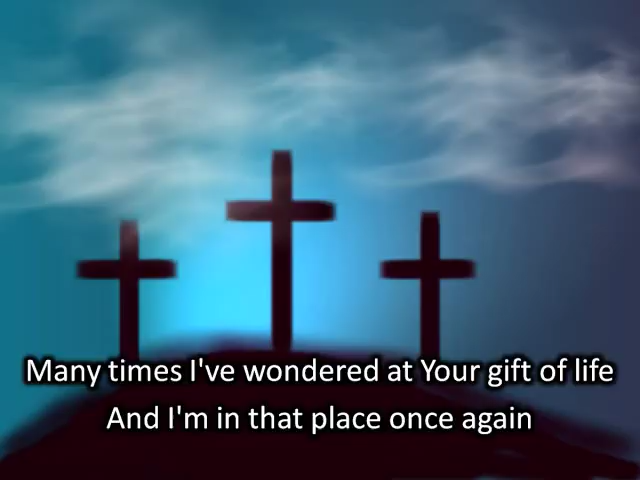 Many times I've wondered at Your gift of life
And I'm in that place once again